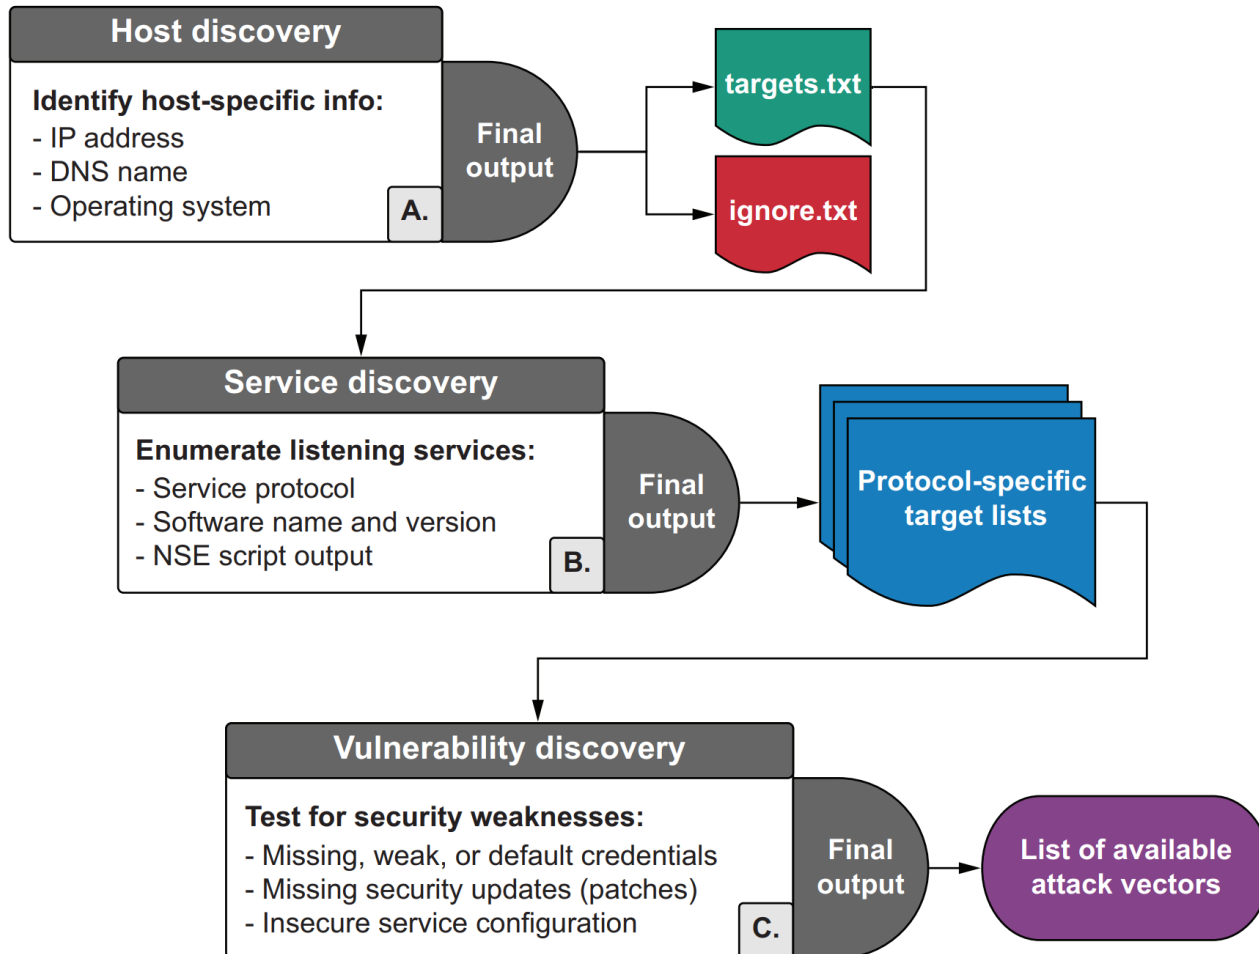 Host discovery
Identify host-specific info:
- IP address
- DNS name
- Operating system
A.
Final
output
targets.txt
ignore.txt
Service discovery
Enumerate listening services:
- Service protocol
- Software name and version
- NSE script output
B.
Final
output
Protocol-specific
target lists
Vulnerability discovery
Test for security weaknesses:
- Missing, weak, or default credentials
- Missing security updates (patches)
- Insecure service configuration
C.
Final
output
List of available
attack vectors